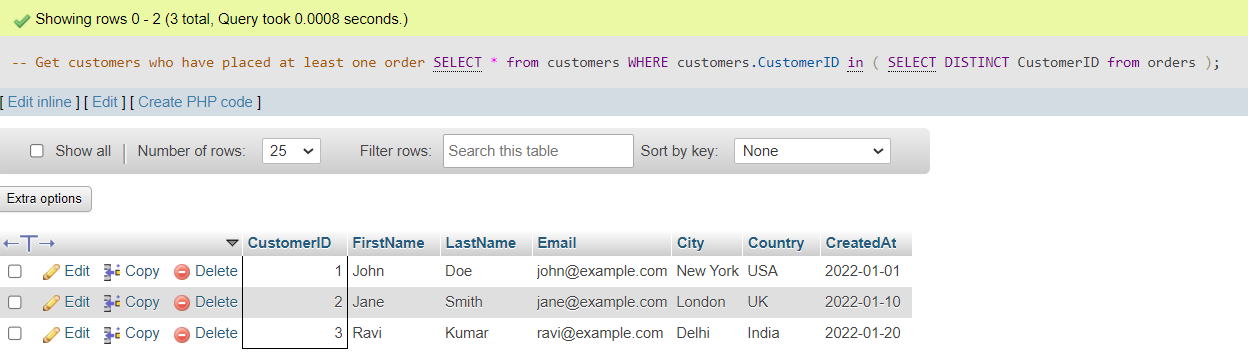 Showing rows 0 - 2 (3 total, Query took 0.0008 seconds.)
-- Get customers who have placed at least one order SELECT * from customers WHERE customers.CustomerID in ( SELECT DISTINCT CustomerID from orders );
[ Edit inline ] [ Edit ] [ Create PHP code ]
Show all | Number of rows: 25 Filter rows: Search this table Sort by key: None
Extra options
←T→ CustomerID FirstName LastName Email City Country CreatedAt
Edit Copy Delete 1 John Doe john@example.com New York USA 2022-01-01
Edit Copy Delete 2 Jane Smith jane@example.com London UK 2022-01-10
Edit Copy Delete 3 Ravi Kumar ravi@example.com Delhi India 2022-01-20